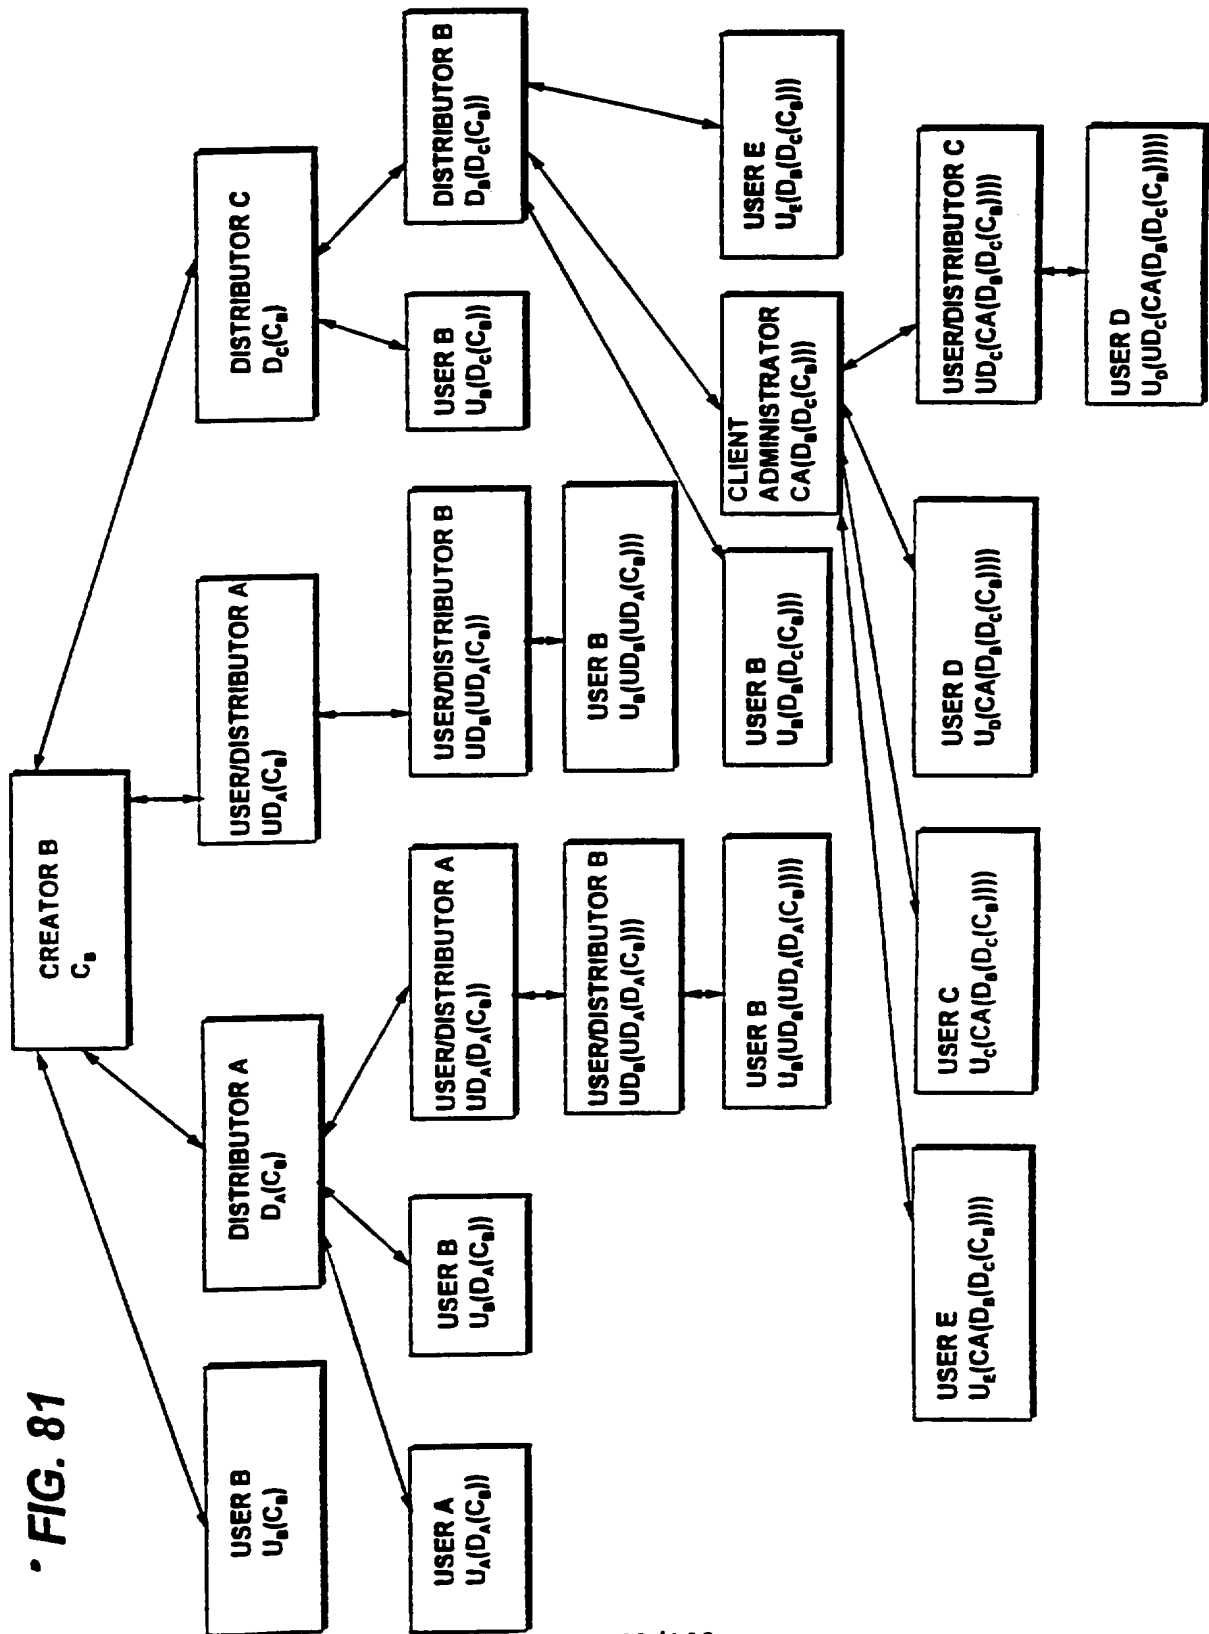 • FIG. 81
CREATOR B
C_B
USER B
U_B(C_B)
DISTRIBUTOR A
D_A(C_B)
USER/DISTRIBUTOR A
UD_A(C_B)
DISTRIBUTOR C
D_C(C_B)
USER A
U_A(D_A(C_B))
USER B
U_B(D_A(C_B))
USER/DISTRIBUTOR A
UD_A(D_A(C_B))
USER/DISTRIBUTOR B
UD_B(UD_A(C_B))
USER B
U_B(D_C(C_B))
DISTRIBUTOR B
D_B(D_C(C_B))
USER/DISTRIBUTOR B
UD_B(UD_A(D_A(C_B)))
USER B
U_B(UD_B(UD_A(C_B)))
USER B
U_B(UD_B(UD_A(D_A(C_B))))
USER B
U_B(D_B(D_C(C_B)))
CLIENT
ADMINISTRATOR
CA(D_B(D_C(C_B)))
USER E
U_E(D_B(D_C(C_B)))
USER E
U_E(CA(D_B(D_C(C_B))))
USER C
U_C(CA(D_B(D_C(C_B))))
USER D
U_D(CA(D_B(D_C(C_B))))
USER/DISTRIBUTOR C
UD_C(CA(D_B(D_C(C_B))))
USER D
U_D(UD_C(CA(D_B(D_C(C_B)))))